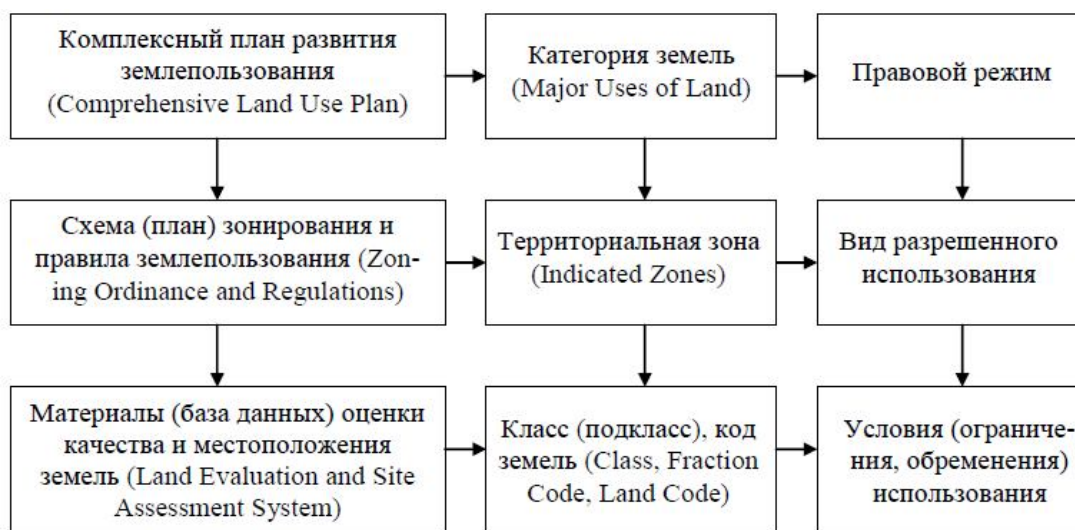 Комплексный план развития
землепользования
(Comprehensive Land Use Plan)
Категория земель
(Major Uses of Land)
Правовой режим
Схема (план) зонирования и
правила землепользования (Zon-
ing Ordinance and Regulations)
Территориальная зона
(Indicated Zones)
Вид разрешенного
использования
Материалы (база данных) оценки
качества и местоположения
земель (Land Evaluation and Site
Assessment System)
Класс (подкласс), код
земель (Class, Fraction
Code, Land Code)
Условия (ограниче-
ния, обременения)
использования